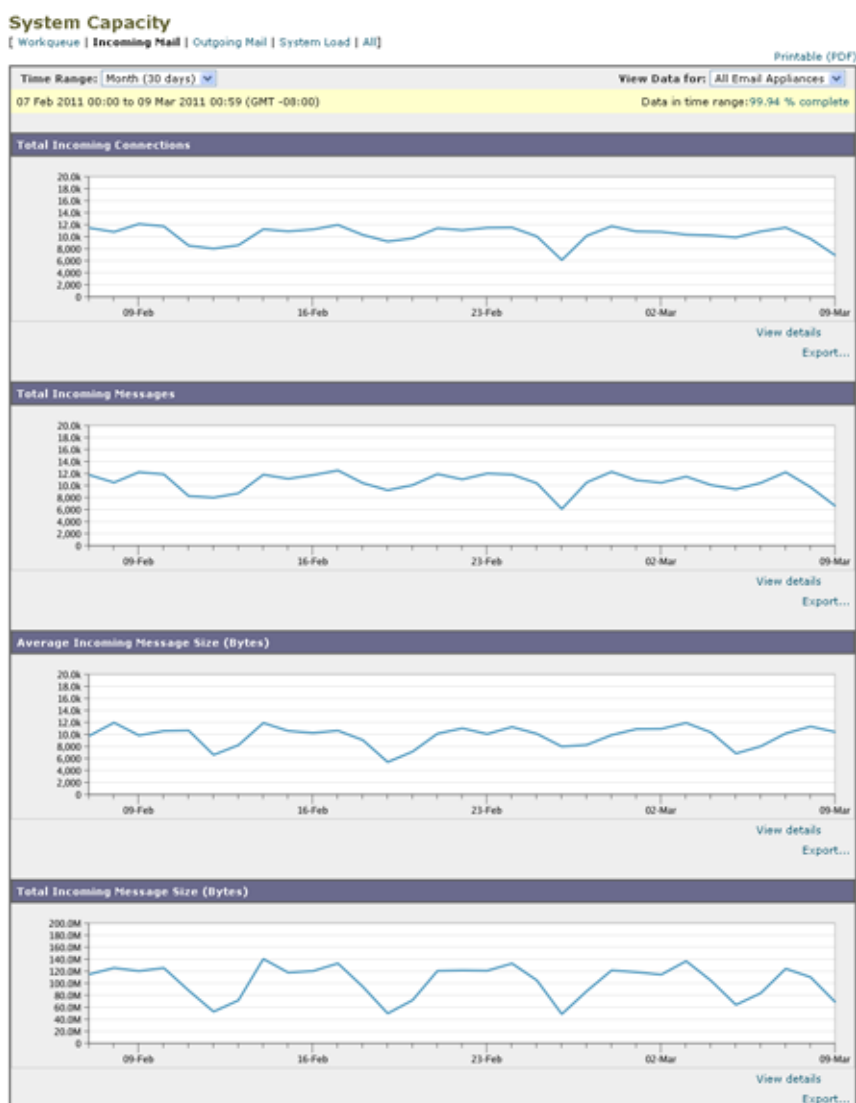 System Capacity
[ Workqueue | Incoming Mail | Outgoing Mail | System Load | All]
Printable (PDF)
Time Range: Month (30 days) View Data for: All Email Appliances
07 Feb 2011 00:00 to 09 Mar 2011 00:59 (GMT -08:00) Data in time range:99.94 % complete
Total Incoming Connections
20.0k
18.0k
16.0k
14.0k
12.0k
10.0k
8,000
6,000
4,000
2,000
0
09-Feb 16-Feb 23-Feb 02-Mar 09-Mar
View details
Export...
Total Incoming Messages
20.0k
18.0k
16.0k
14.0k
12.0k
10.0k
8,000
6,000
4,000
2,000
0
09-Feb 16-Feb 23-Feb 02-Mar 09-Mar
View details
Export...
Average Incoming Message Size (Bytes)
20.0k
18.0k
16.0k
14.0k
12.0k
10.0k
8,000
6,000
4,000
2,000
0
09-Feb 16-Feb 23-Feb 02-Mar 09-Mar
View details
Export...
Total Incoming Message Size (Bytes)
200.0M
180.0M
160.0M
140.0M
120.0M
100.0M
80.0M
60.0M
40.0M
20.0M
0
09-Feb 16-Feb 23-Feb 02-Mar 09-Mar
View details
Export...